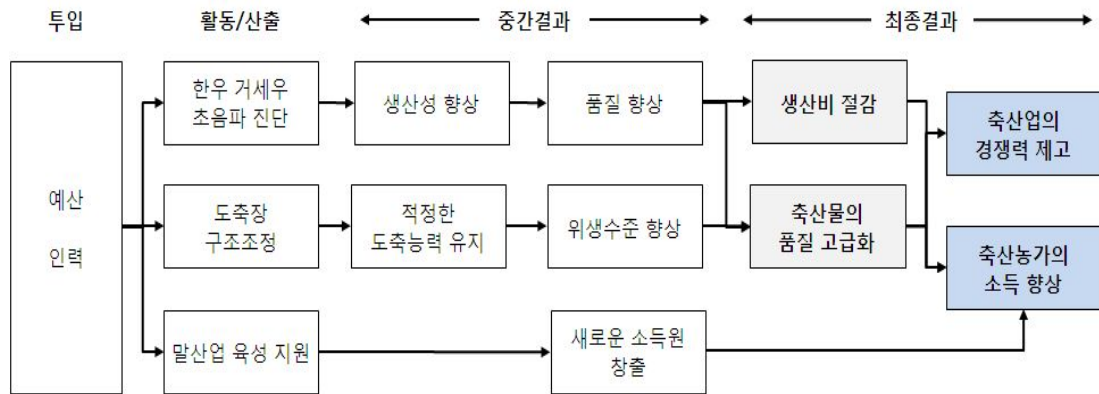 투입
활동/산출
중간결과
최종결과
예산
인력
한우 거세우
초음파 진단
생산성 향상
품질 향상
생산비 절감
축산업의
경쟁력 제고
도축장
구조조정
적정한
도축능력 유지
위생수준 향상
축산물의
품질 고급화
축산농가의
소득 향상
말산업 육성 지원
새로운 소득원
창출